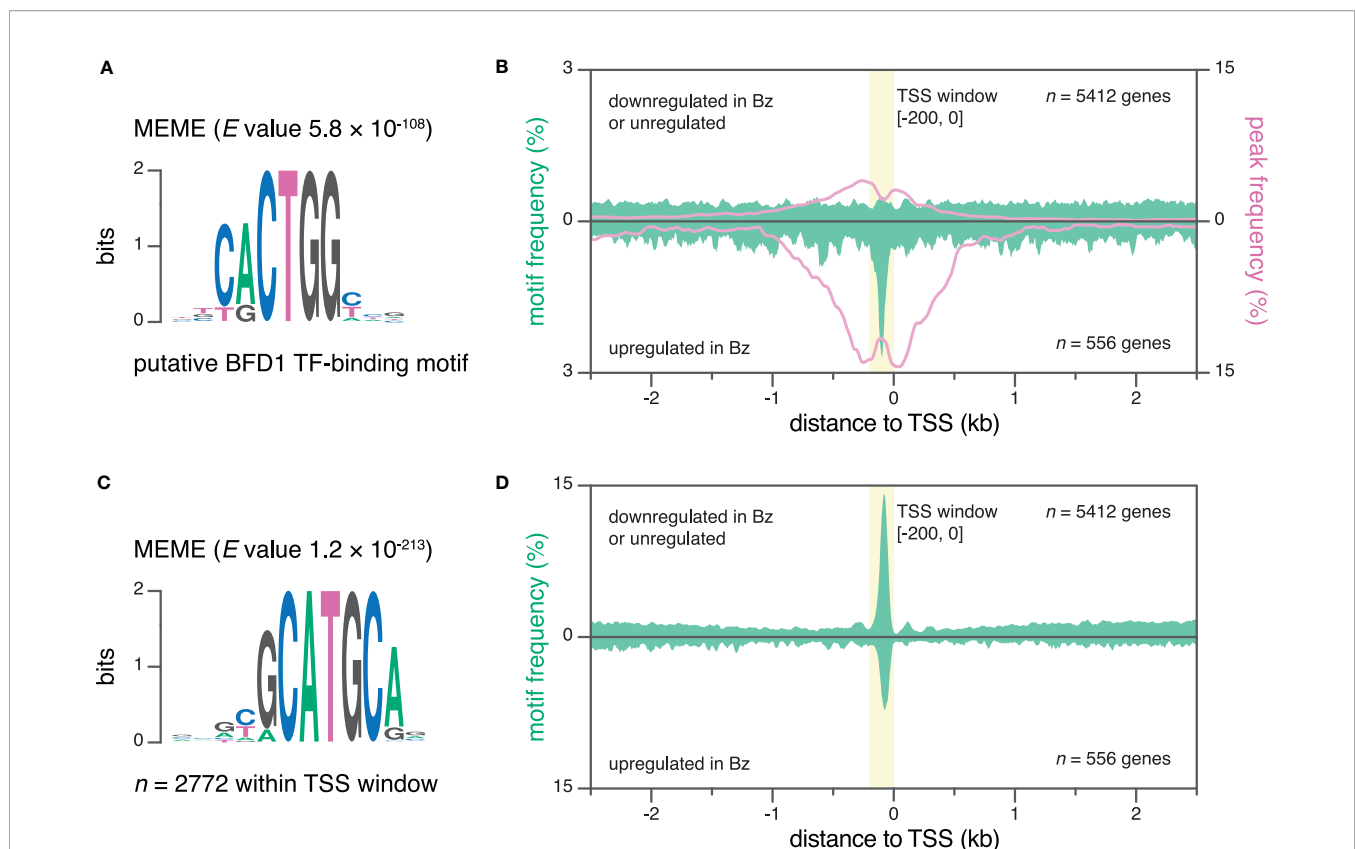 A
MEME (E value 5.8 × 10-108)
2
1
0
bits
CACTGG
putative BFD1 TF-binding motif
B
3
0
3
motif frequency (%)
downregulated in Bz
or unregulated
TSS window
[-200, 0]
n = 5412 genes
upregulated in Bz
n = 556 genes
15
0
15
peak frequency (%)
-2
-1
0
1
2
distance to TSS (kb)
C
MEME (E value 1.2 × 10-213)
2
1
0
bits
GCATGCA
n = 2772 within TSS window
D
15
0
15
motif frequency (%)
downregulated in Bz
or unregulated
TSS window
[-200, 0]
n = 5412 genes
upregulated in Bz
n = 556 genes
-2
-1
0
1
2
distance to TSS (kb)